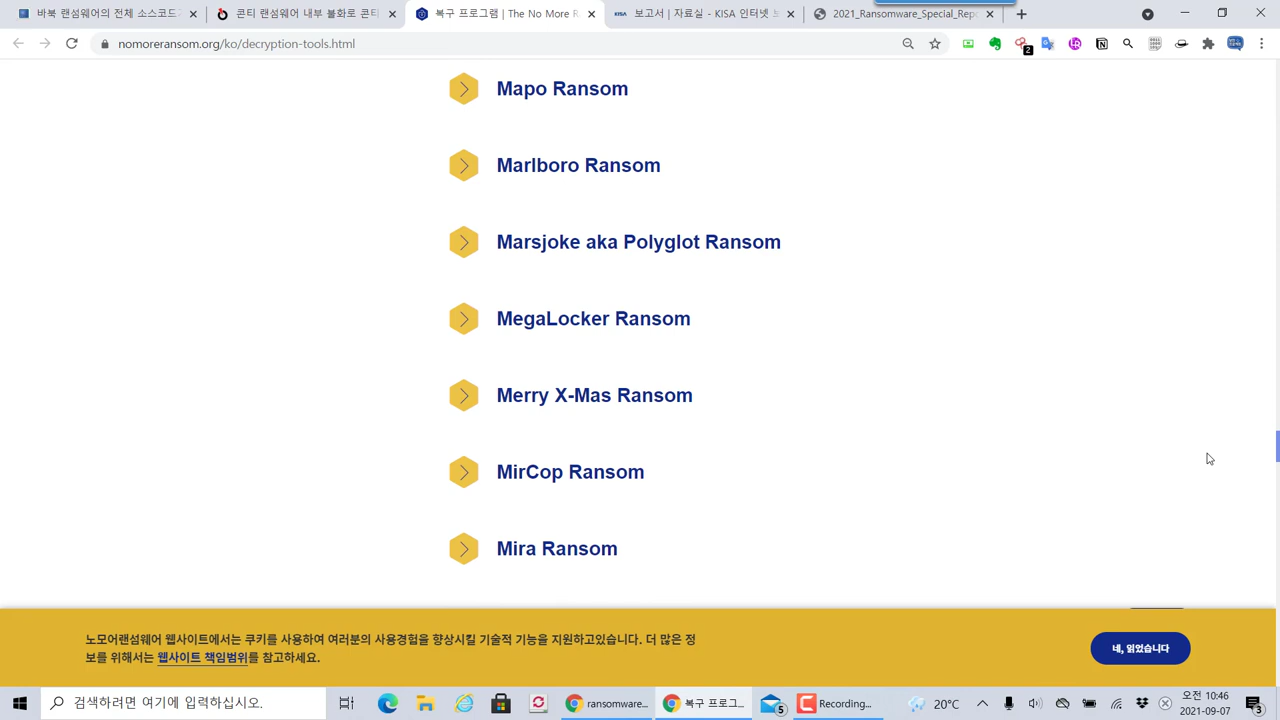 바북 랜섬웨어의 전체 소스코드
콘티 랜섬웨어 내부 불화로 콘티
복구 프로그램 | The No More R
KISA 보고서 | 자료실 - KISA 인터넷 보
2021_Ransomware_Special_Repo
nomoreransom.org/ko/decryption-tools.html
2
Mapo Ransom
Marlboro Ransom
Marsjoke aka Polyglot Ransom
MegaLocker Ransom
Merry X-Mas Ransom
MirCop Ransom
Mira Ransom
노모어랜섬웨어 웹사이트에서는 쿠키를 사용하여 여러분의 사용경험을 향상시킬 기술적 기능을 지원하고있습니다. 더 많은 정
보를 위해서는 웹사이트 책임범위를 참고하세요.
네, 읽었습니다
검색하려면 여기에 입력하십시오.
ransomware...
복구 프로그...
5
Recording...
20°C
오전 10:46
2021-09-07
3